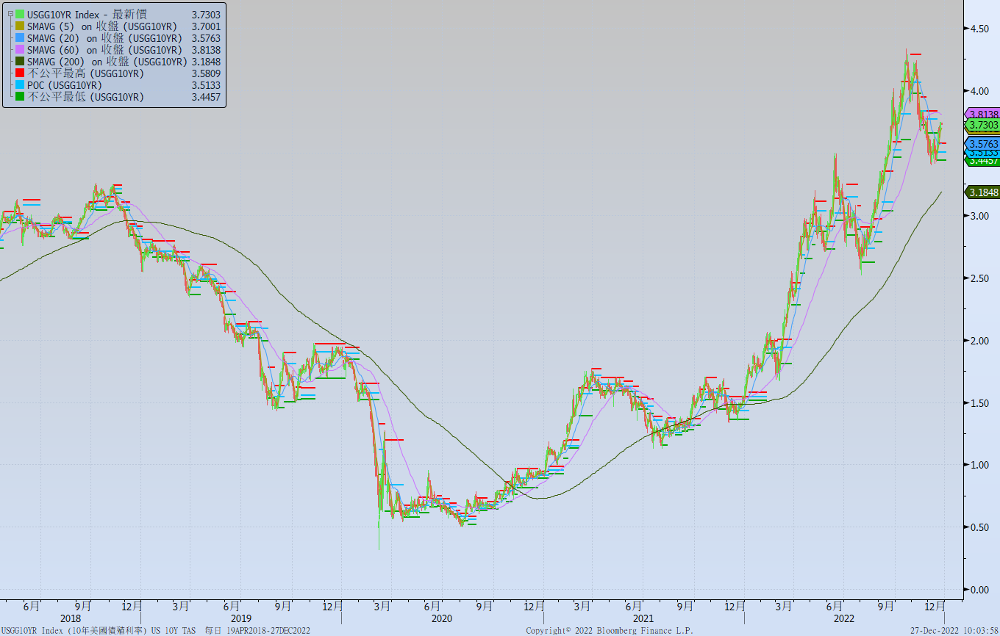 USGG10YR Index - 最新價 3.7303
SMAVG (5) on 收盤 (USGG10YR) 3.7001
SMAVG (20) on 收盤 (USGG10YR) 3.5763
SMAVG (60) on 收盤 (USGG10YR) 3.8138
SMAVG (200) on 收盤 (USGG10YR) 3.1848
不公平最高 (USGG10YR) 3.5809
POC (USGG10YR) 3.5133
不公平最低 (USGG10YR) 3.4457
4.50
4.00
3.8138
3.7303
3.5763
3.5133
3.4457
3.1848
3.00
2.50
2.00
1.50
1.00
0.50
0.00
6月 9月 12月 3月 6月 9月 12月 3月 6月 9月 12月 3月 6月 9月 12月 3月 6月 9月 12月
2018 2019 2020 2021 2022
USGG10YR Index (10年美國債殖利率) US 10Y TAS 每日 19APR2018-27DEC2022 Copyright© 2022 Bloomberg Finance L.P. 27-Dec-2022 10:03:58